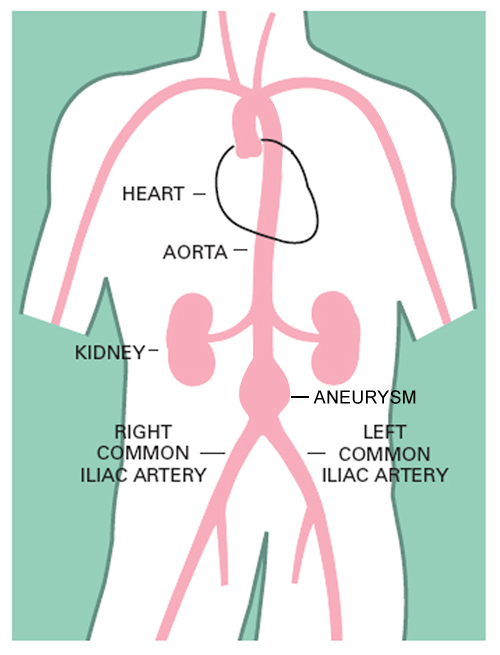 HEART
AORTA
KIDNEY
ANEURYSM
RIGHT
COMMON
ILIAC ARTERY
LEFT
COMMON
ILIAC ARTERY